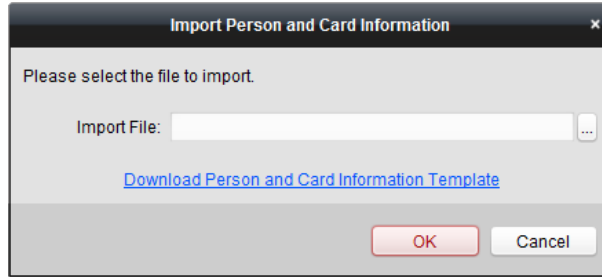 Import Person and Card Information ×
Please select the file to import.
Import File: ...
Download Person and Card Information Template
OK Cancel